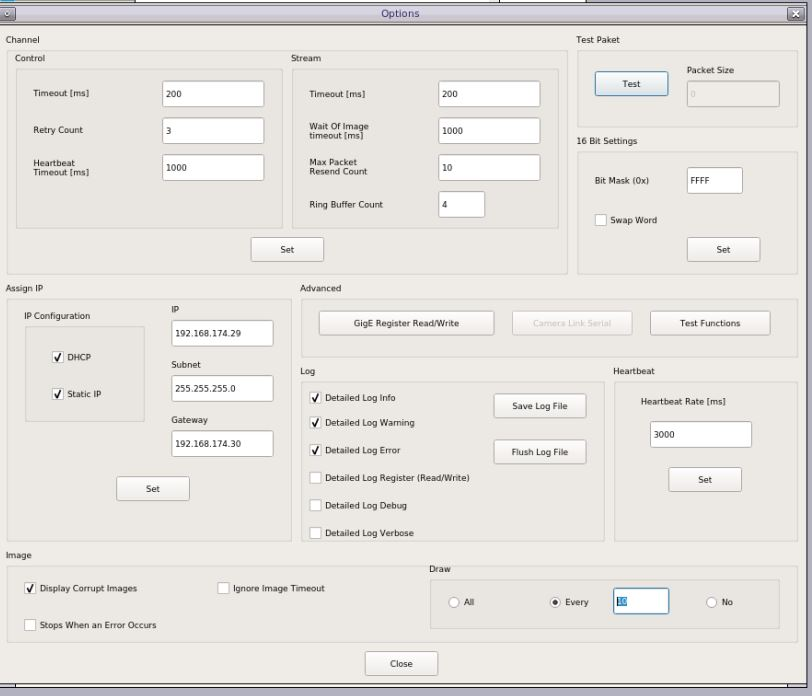 Options
Channel
Control
Timeout [ms]
200
Retry Count
3
Heartbeat
Timeout [ms]
1000
Stream
Timeout [ms]
200
Wait Of Image
timeout [ms]
1000
Max Packet
Resend Count
10
Ring Buffer Count
4
Set
Test Paket
Test
Packet Size
0
16 Bit Settings
Bit Mask (0x)
FFFF
Swap Word
Set
Assign IP
IP Configuration
DHCP
Static IP
IP
192.168.174.29
Subnet
255.255.255.0
Gateway
192.168.174.30
Set
Advanced
GigE Register Read/Write
Camera Link Serial
Test Functions
Log
Detailed Log Info
Detailed Log Warning
Detailed Log Error
Detailed Log Register (Read/Write)
Detailed Log Debug
Detailed Log Verbose
Save Log File
Flush Log File
Heartbeat
Heartbeat Rate [ms]
3000
Set
Image
Display Corrupt Images
Ignore Image Timeout
Stops When an Error Occurs
Draw
All
Every
10
No
Close